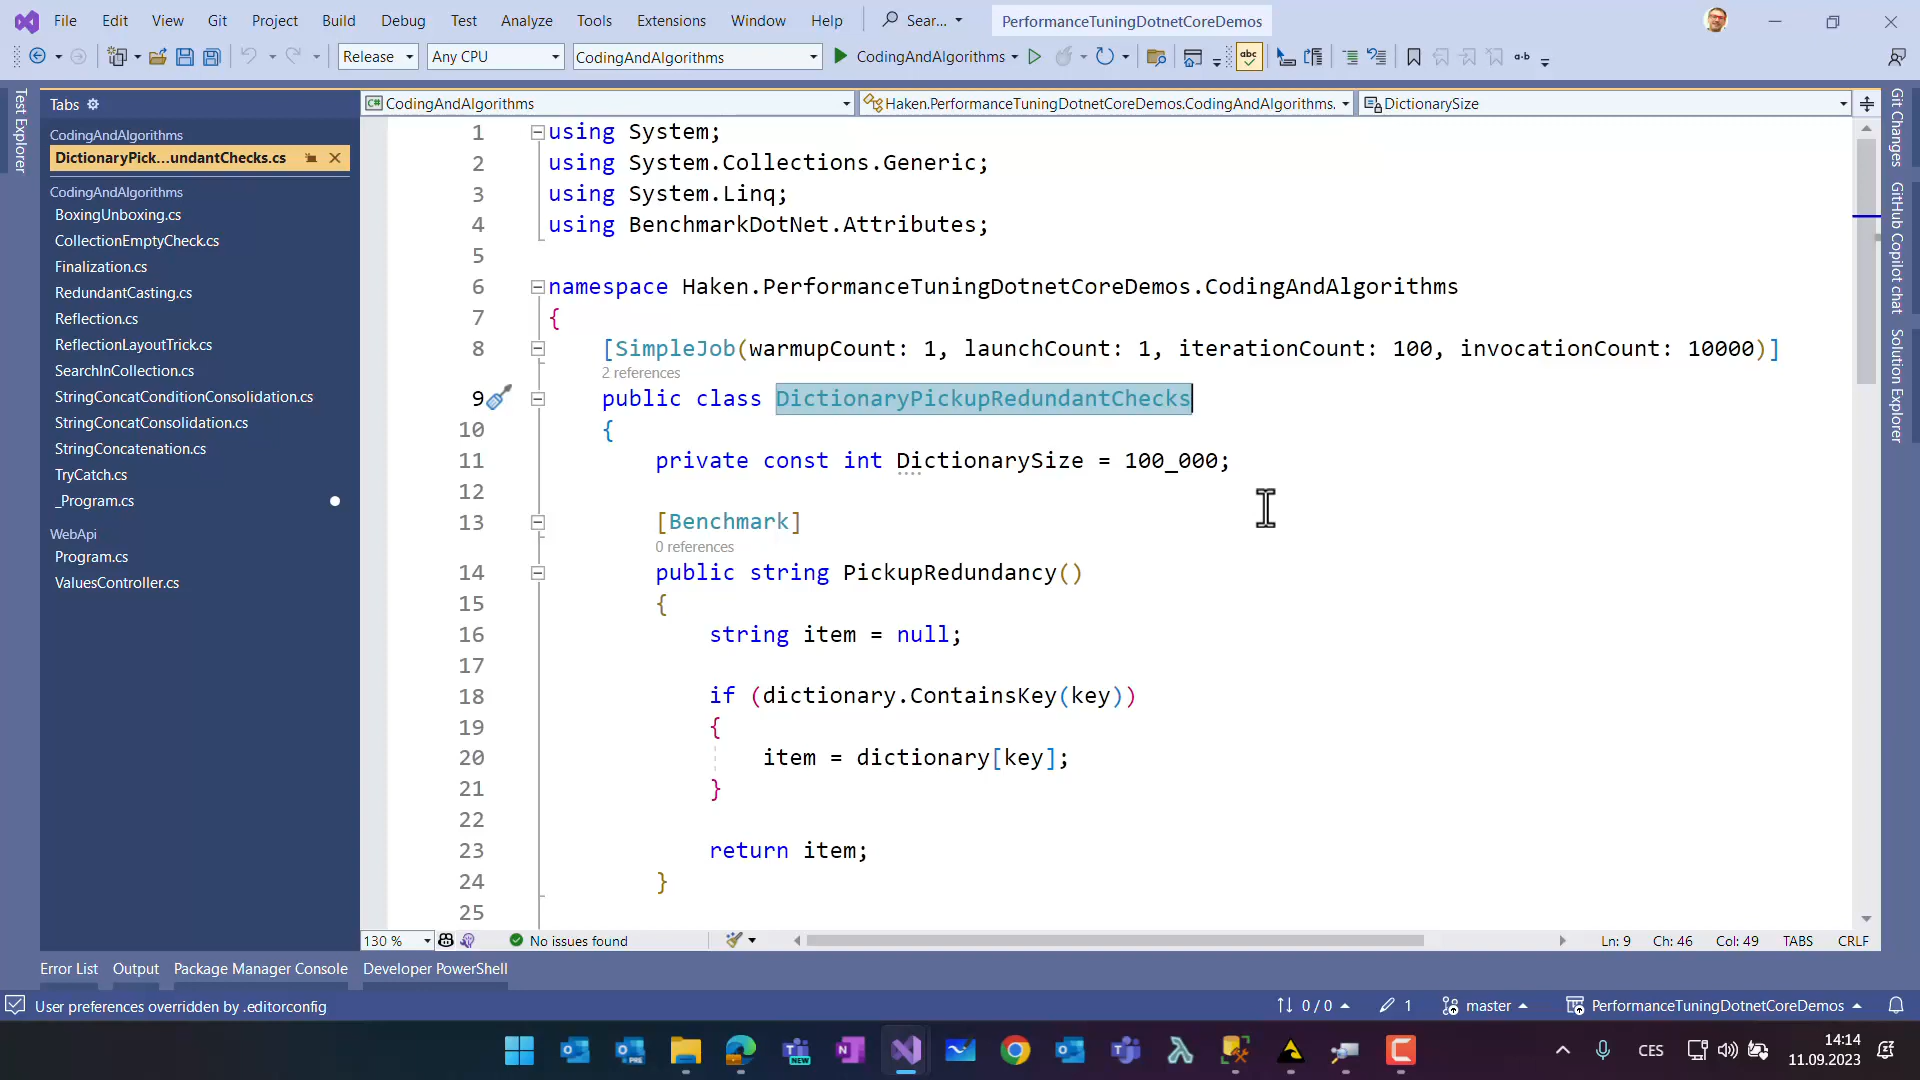 File Edit View Git Project Build Debug Test Analyze Tools Extensions Window Help Sear... PerformanceTuningDotnetCoreDemos
Release Any CPU CodingAndAlgorithms CodingAndAlgorithms abc a-b
Test Explorer
Tabs
CodingAndAlgorithms
DictionaryPick...undantChecks.cs
CodingAndAlgorithms
BoxingUnboxing.cs
CollectionEmptyCheck.cs
Finalization.cs
RedundantCasting.cs
Reflection.cs
ReflectionLayoutTrick.cs
SearchInCollection.cs
StringConcatConditionConsolidation.cs
StringConcatConsolidation.cs
StringConcatenation.cs
TryCatch.cs
_Program.cs
WebApi
Program.cs
ValuesController.cs
CodingAndAlgorithms Haken.PerformanceTuningDotnetCoreDemos.CodingAndAlgorithms. DictionarySize
1 using System;
2 using System.Collections.Generic;
3 using System.Linq;
4 using BenchmarkDotNet.Attributes;
5
6 namespace Haken.PerformanceTuningDotnetCoreDemos.CodingAndAlgorithms
7 {
8 [SimpleJob(warmupCount: 1, launchCount: 1, iterationCount: 100, invocationCount: 10000)]
2 references
9 public class DictionaryPickupRedundantChecks
10 {
11 private const int DictionarySize = 100_000;
12
13 [Benchmark]
0 references
14 public string PickupRedundancy()
15 {
16 string item = null;
17
18 if (dictionary.ContainsKey(key))
19 {
20 item = dictionary[key];
21 }
22
23 return item;
24 }
25
Git Changes
GitHub Copilot chat
Solution Explorer
130 % No issues found Ln: 9 Ch: 46 Col: 49 TABS CRLF
Error List Output Package Manager Console Developer PowerShell
User preferences overridden by .editorconfig 0 / 0 1 master PerformanceTuningDotnetCoreDemos
CES 14:14
11.09.2023